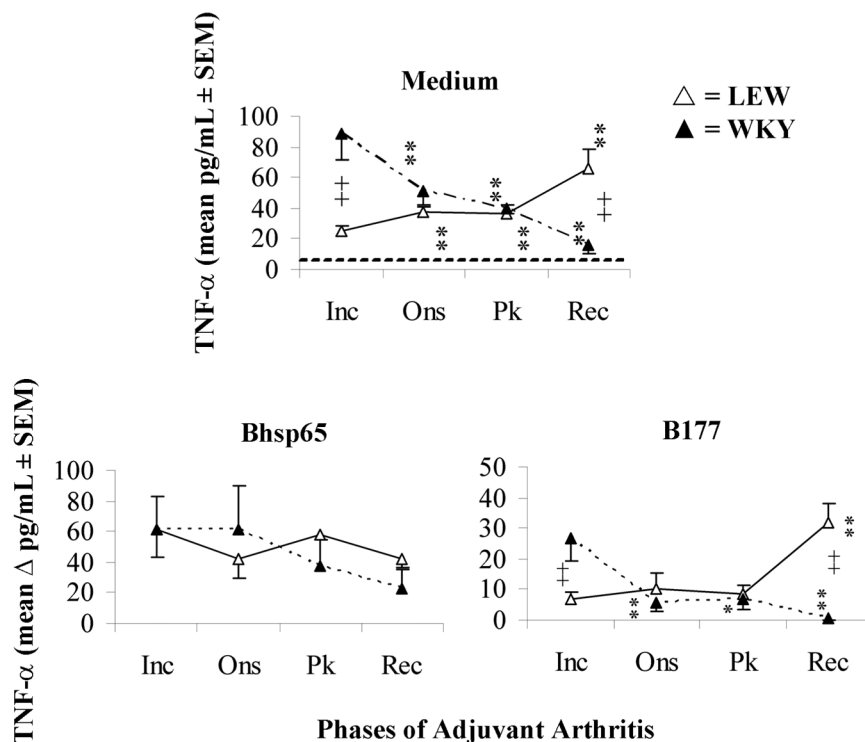 Medium
△ = LEW
▲ = WKY
TNF-α (mean pg/mL ± SEM)
100
80
60
40
20
0
**
**
**
**
**
**
‡
‡
Inc Ons Pk Rec
TNF-α (mean Δ pg/mL ± SEM)
Bhsp65
100
80
60
40
20
0
Inc Ons Pk Rec
B177
50
40
30
20
10
0
‡
**
*
**
**
‡
Inc Ons Pk Rec
Phases of Adjuvant Arthritis